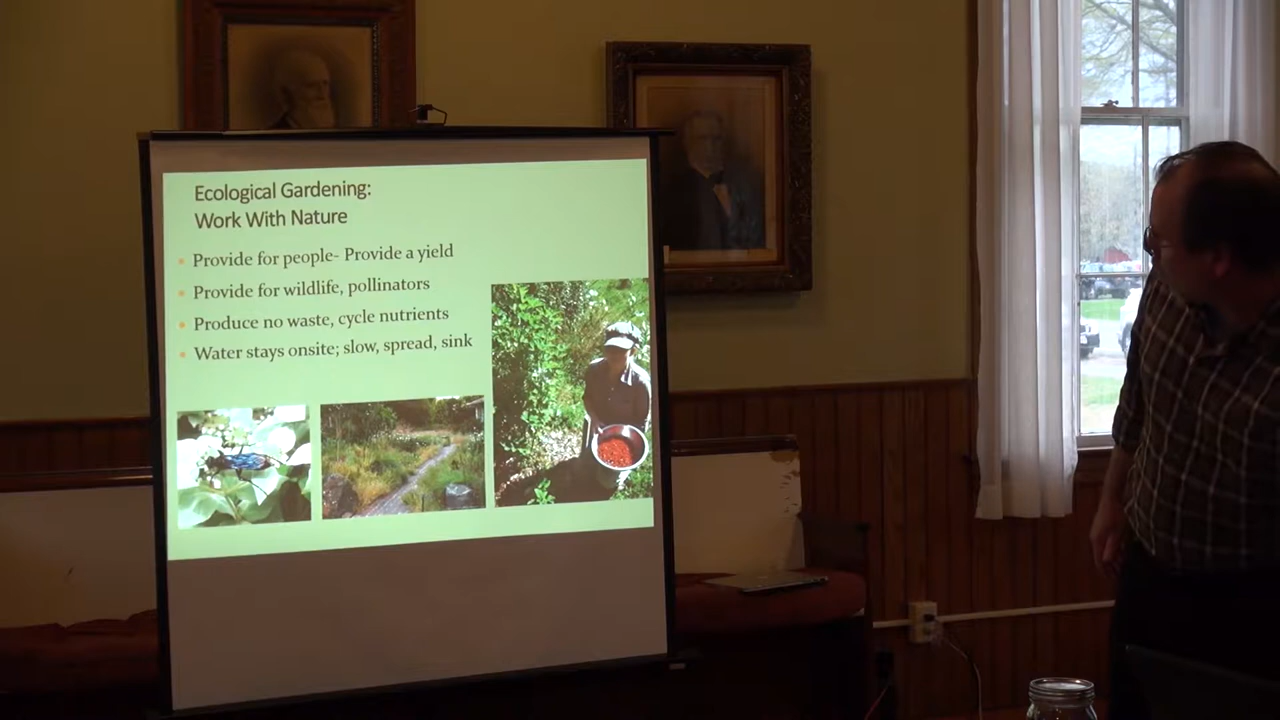 Ecological Gardening:
Work With Nature
Provide for people- Provide a yield
Provide for wildlife, pollinators
Produce no waste, cycle nutrients
Water stays onsite; slow, spread, sink